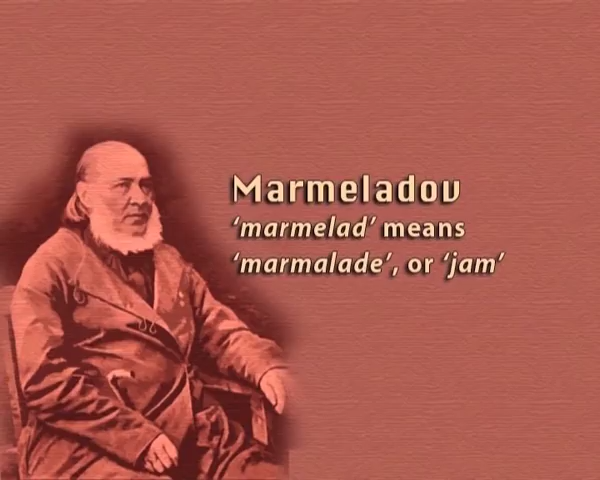 Marmeladov
‘marmelad’ means
‘marmalade’, or ‘jam’